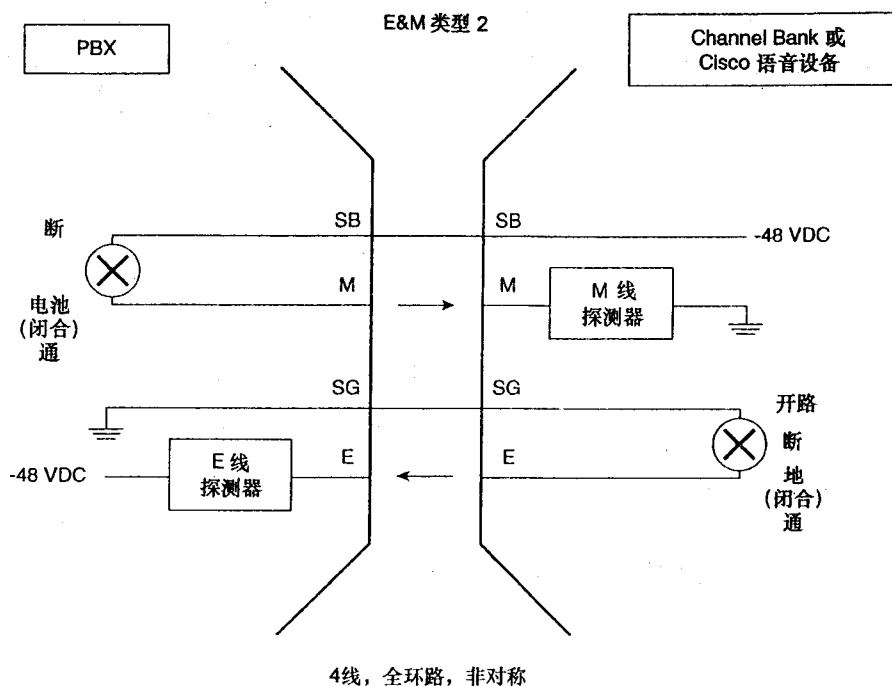 E&M 类型 2
PBX
Channel Bank 或
Cisco 语音设备
断
SB
SB
-48 VDC
电池
(闭合)
通
M
M
M 线
探测器
SG
SG
开路
断
-48 VDC
E 线
探测器
E
E
地
(闭合)
通
4线，全环路，非对称